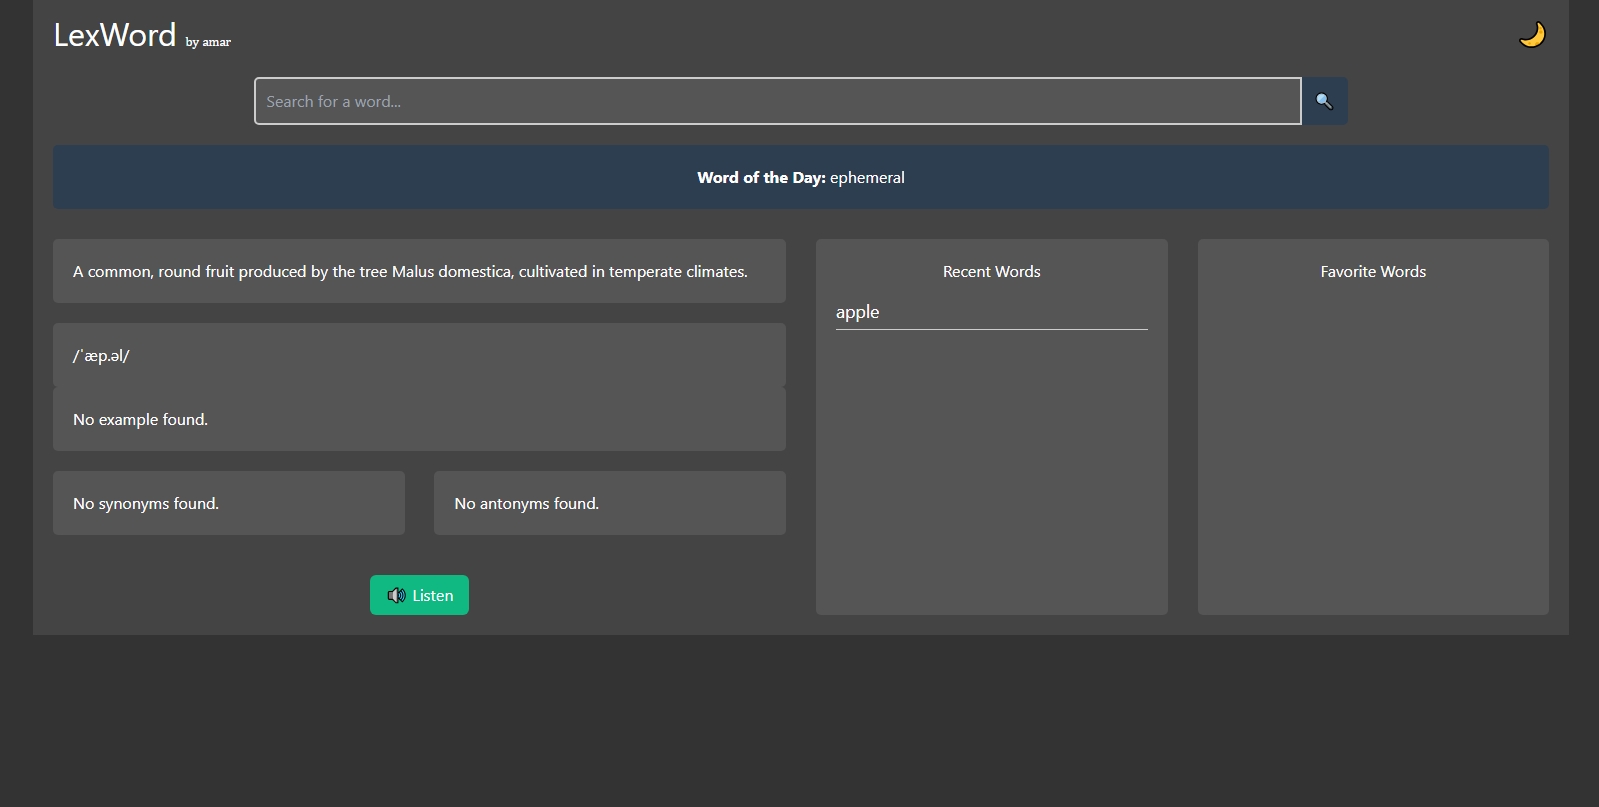 LexWord by amar
Search for a word...
Word of the Day: ephemeral
A common, round fruit produced by the tree Malus domestica, cultivated in temperate climates.
/ˈæp.əl/
No example found.
No synonyms found.
No antonyms found.
Listen
Recent Words
apple
Favorite Words